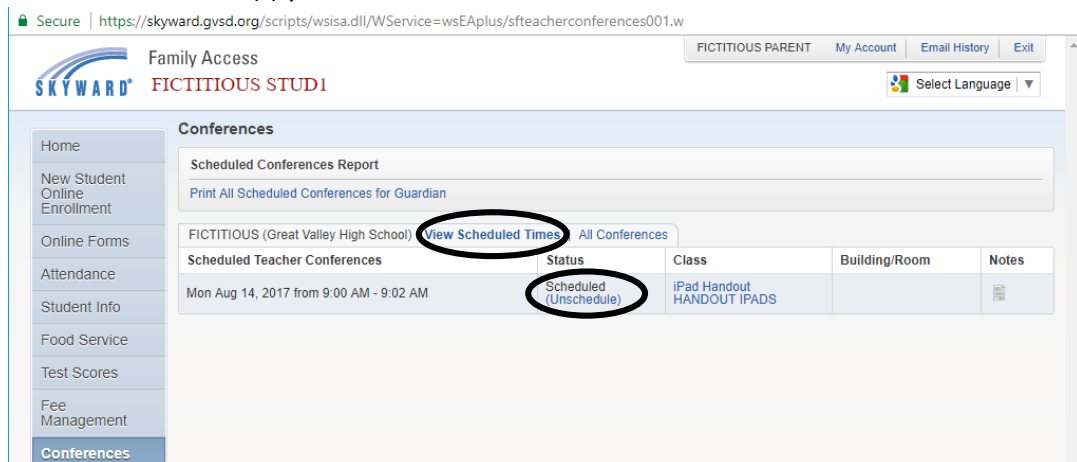 Secure | https://skyward.gvsd.org/scripts/wsisa.dll/WService=wsEAplus/sfteacherconferences001.w
FICTITIOUS PARENT My Account Email History Exit
SKYWARD® Family Access
FICTITIOUS STUD1
Select Language ▼
Home
New Student
Online
Enrollment
Online Forms
Attendance
Student Info
Food Service
Test Scores
Fee
Management
Conferences
Conferences
Scheduled Conferences Report
Print All Scheduled Conferences for Guardian
FICTITIOUS (Great Valley High School) View Scheduled Times | All Conferences
Scheduled Teacher Conferences Status Class Building/Room Notes
Mon Aug 14, 2017 from 9:00 AM - 9:02 AM Scheduled iPad Handout
(Unschedule) HANDOUT IPADS